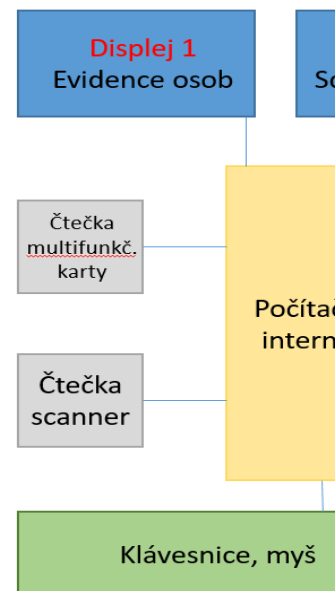 Displej 1
Evidence osob
Čtečka
multifunkč.
karty
Čtečka
scanner
Klávesnice, myš